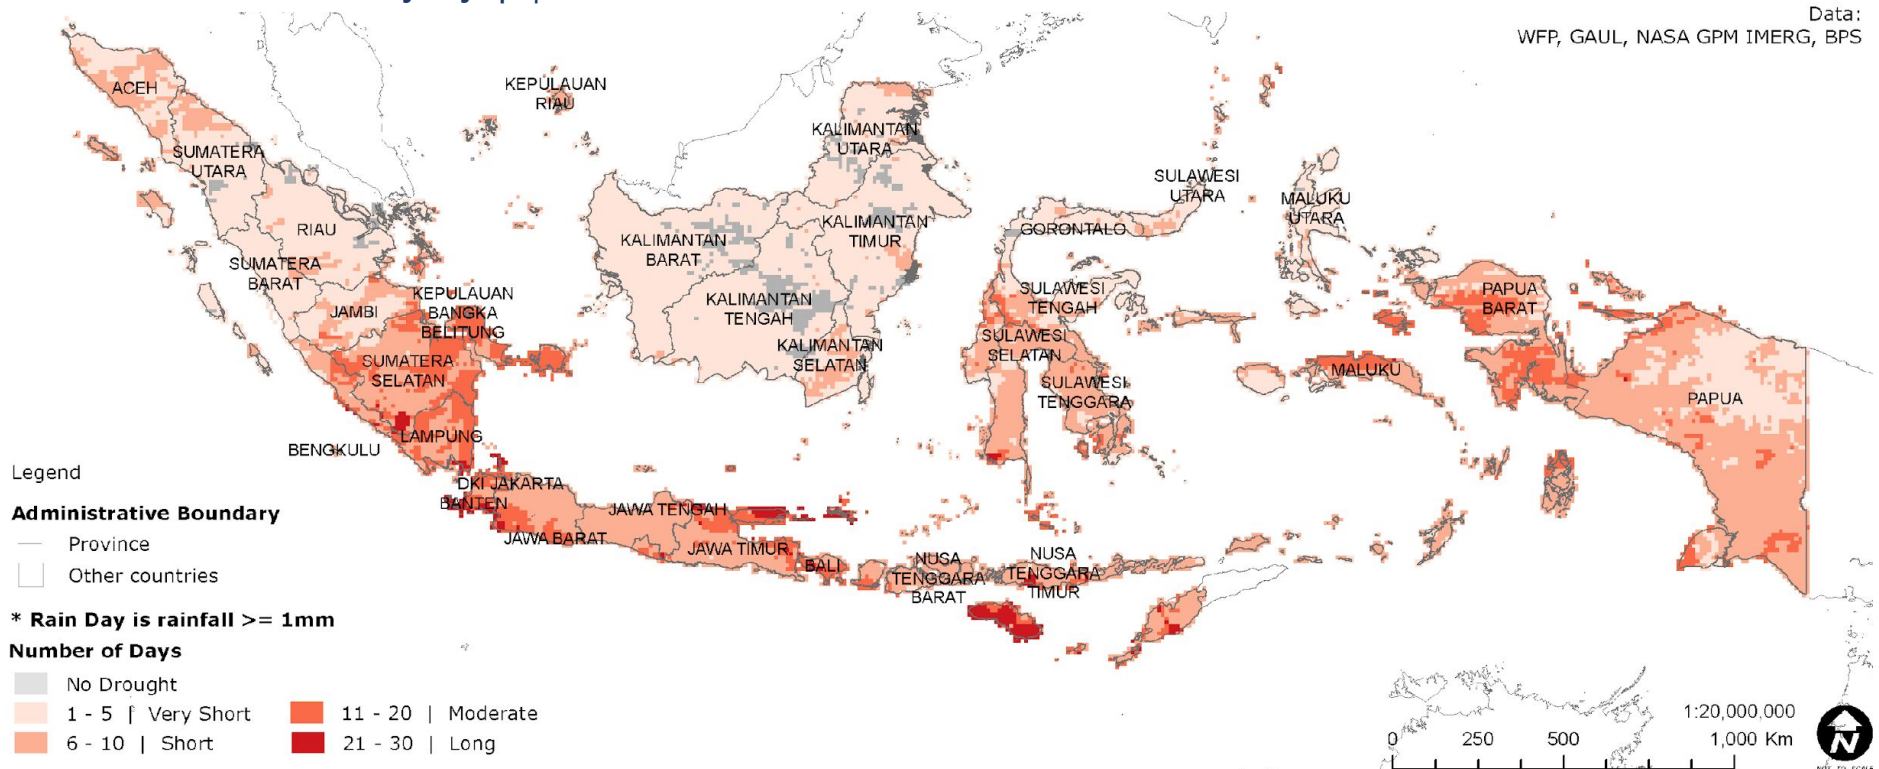 Data:
WFP, GAUL, NASA GPM IMERG, BPS
ACEH
KEPULAUAN
RIAU
SUMATERA
UTARA
KALIMANTAN
UTARA
SULAWESI
UTARA
MALUKU
UTARA
RIAU
KALIMANTAN
BARAT
KALIMANTAN
TIMUR
GORONTALO
SUMATERA
BARAT
JAMBI
KEPULAUAN
BANGKA
BELITUNG
KALIMANTAN
TENGAH
SULAWESI
TENGAH
PAPUA
BARAT
SUMATERA
SELATAN
KALIMANTAN
SELATAN
SULAWESI
SELATAN
SULAWESI
TENGGARA
MALUKU
PAPUA
BENGKULU
LAMPUNG
DKI JAKARTA
BANTEN
JAWA BARAT
JAWA TENGAH
JAWA TIMUR
BALI
NUSA
TENGGARA
BARAT
NUSA
TENGGARA
TIMUR
Legend
Administrative Boundary
Province
Other countries
* Rain Day is rainfall >= 1mm
Number of Days
No Drought
1 - 5 | Very Short
6 - 10 | Short
11 - 20 | Moderate
21 - 30 | Long
1:20,000,000
0 250 500 1,000 Km
N